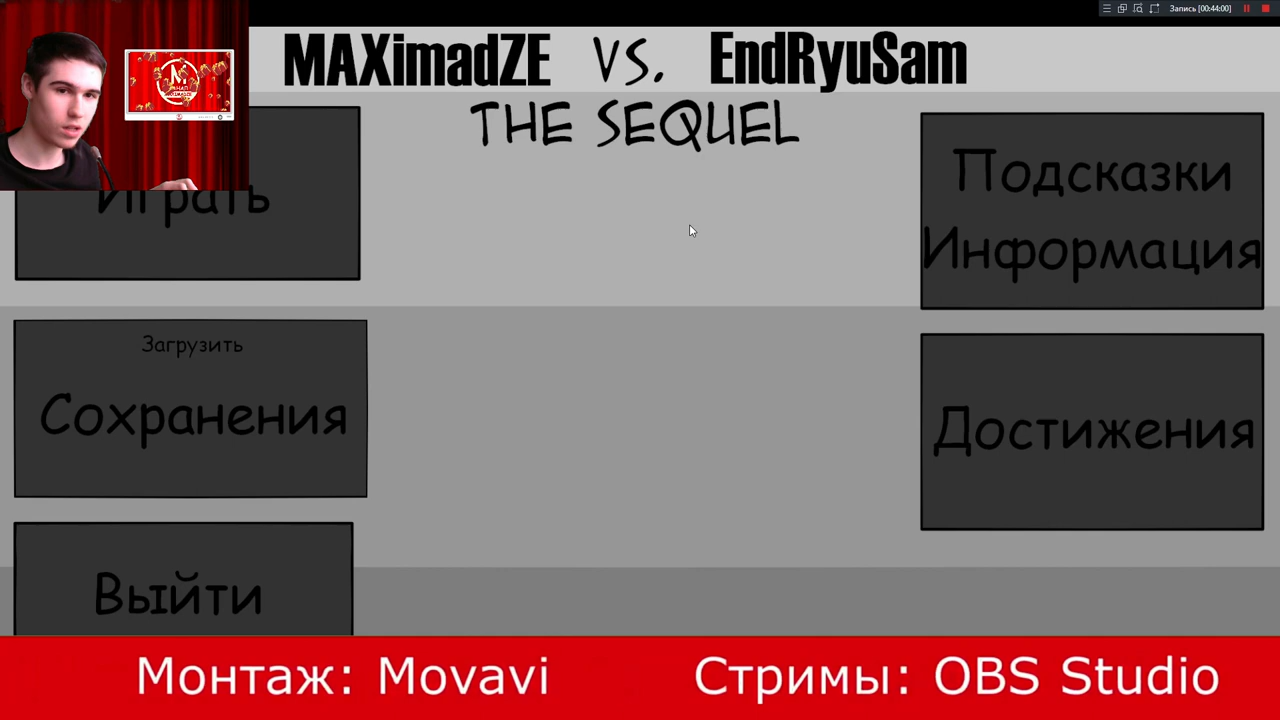 Запись [00:44:00]
MAXimadZE VS. EndRyuSam
THE SEQUEL
Играть
Подсказки
Информация
Загрузить
Сохранения
Достижения
Выйти
Монтаж: Movavi
Стримы: OBS Studio